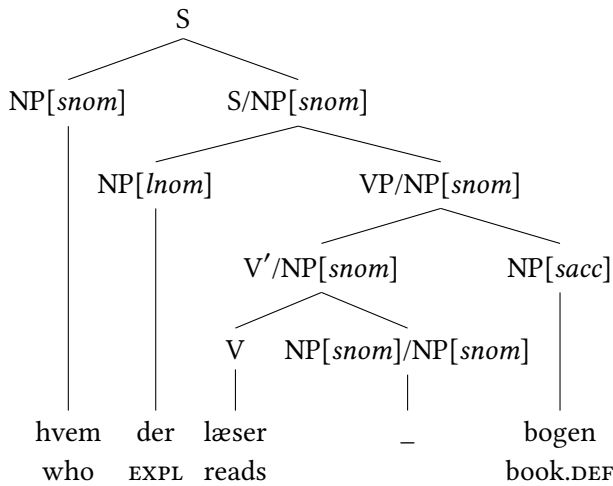 S
NP[snom] S/NP[snom]
NP[lnom] VP/NP[snom]
V′/NP[snom] NP[sacc]
V NP[snom]/NP[snom]
hvem der læser _ bogen
who EXPL reads book.DEF